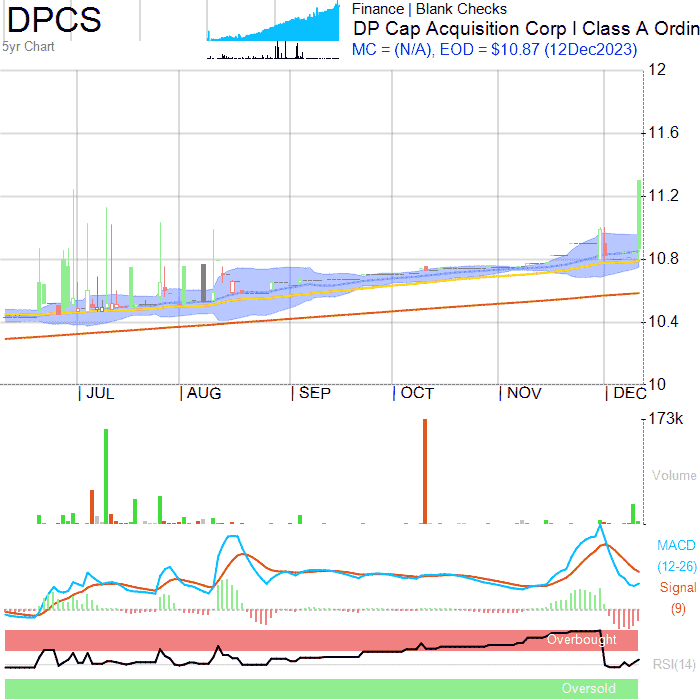 DPCS
5yr Chart
Finance | Blank Checks
DP Cap Acquisition Corp I Class A Ordin
MC = (N/A), EOD = $10.87 (12Dec2023)
12
11.6
11.2
10.8
10.4
10
JUL
AUG
SEP
OCT
NOV
DEC
173k
Volume
MACD
(12-26)
Signal
(9)
Overbought
RSI(14)
Oversold